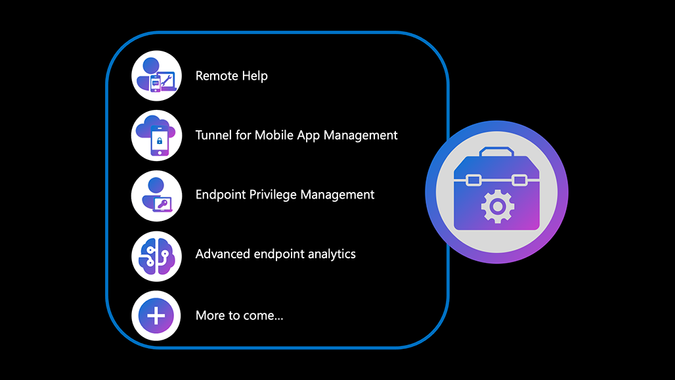 Remote Help
Tunnel for Mobile App Management
Endpoint Privilege Management
Advanced endpoint analytics
More to come...